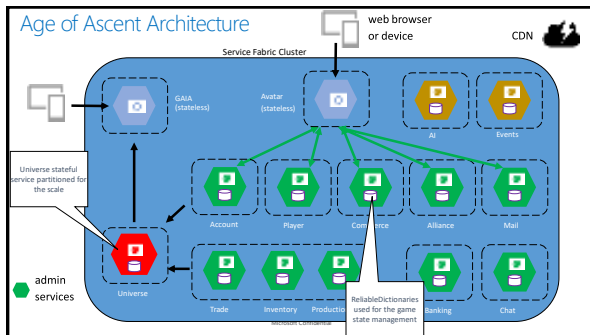 Age of Ascent Architecture
web browser
or device
CDN
Service Fabric Cluster
GAIA
(stateless)
Avatar
(stateless)
AI
Events
Universe stateful
service partitioned for
the scale
Account
Player
Commerce
Alliance
Mail
admin
services
Universe
Trade
Inventory
Production
ReliableDictionaries
used for the game
state management
Banking
Chat
Microsoft Confidential